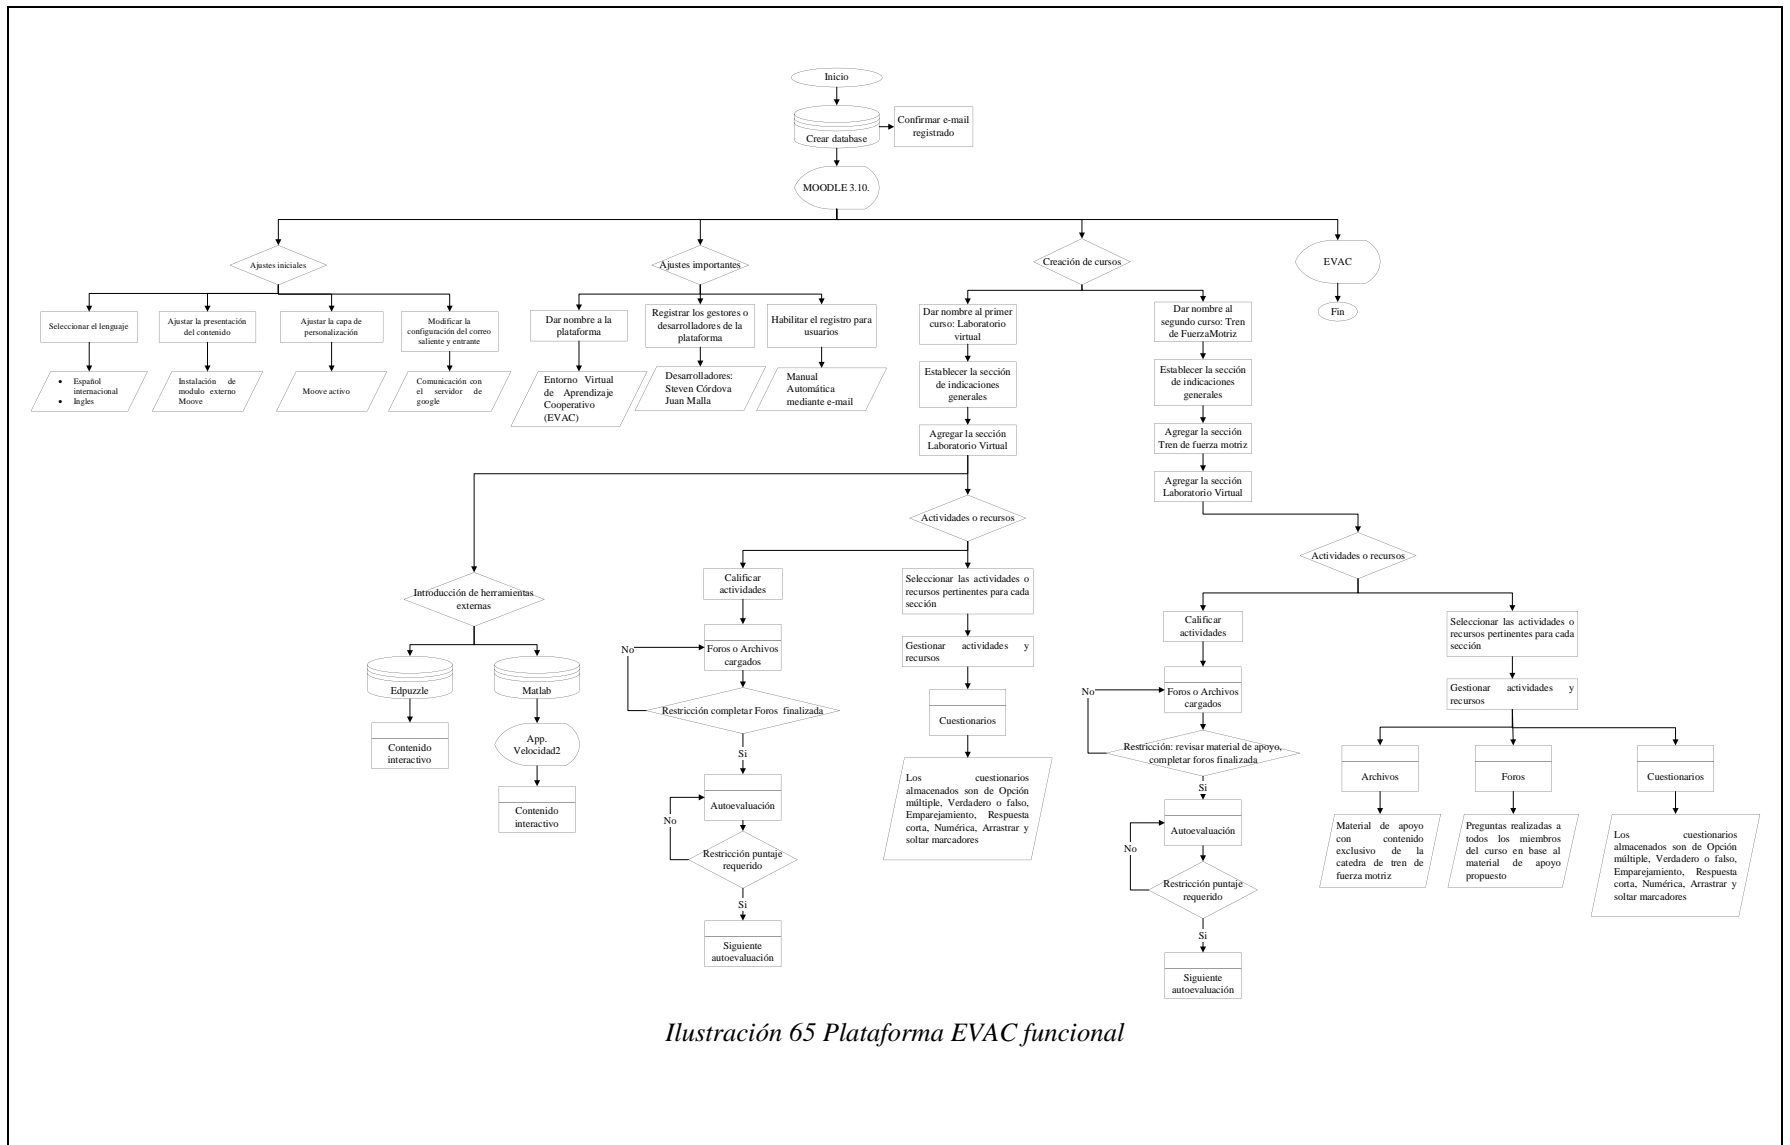 Inicio
Crear database
Confirmar e-mail
registrado
MOODLE 3.10.
Ajustes iniciales
Ajustes importantes
Creación de cursos
EVAC
Fin
Seleccionar el lenguaje
Ajustar la presentación
del contenido
Ajustar la capa de
personalización
Modificar la
configuración del correo
saliente y entrante
• Español
internacional
• Ingles
Instalación de
modulo externo
Moove
Moove activo
Comunicación con
el servidor de
google
Dar nombre a la
plataforma
Registrar los gestores o
desarrolladores de la
plataforma
Habilitar el registro para
usuarios
Entorno Virtual
de Aprendizaje
Cooperativo
(EVAC)
Desarrolladores:
Steven Córdova
Juan Malla
Manual
Automática
mediante e-mail
Dar nombre al primer
curso: Laboratorio
virtual
Establecer la sección
de indicaciones
generales
Agregar la sección
Laboratorio Virtual
Dar nombre al
segundo curso: Tren
de FuerzaMotriz
Establecer la sección
de indicaciones
generales
Agregar la sección
Tren de fuerza motriz
Agregar la sección
Laboratorio Virtual
Introducción de herramientas
externas
Edpuzzle
Contenido
interactivo
Matlab
App.
Velocidad2
Contenido
interactivo
Actividades o recursos
Calificar
actividades
Foros o Archivos
cargados
No
Restricción completar Foros finalizada
Si
Autoevaluación
No
Restricción puntaje
requerido
Si
Siguiente
autoevaluación
Seleccionar las actividades o
recursos pertinentes para cada
sección
Gestionar actividades y
recursos
Cuestionarios
Los cuestionarios
almacenados son de Opción
múltiple, Verdadero o falso,
Emparejamiento, Respuesta
corta, Numérica, Arrastrar y
soltar marcadores
Actividades o recursos
Calificar
actividades
Foros o Archivos
cargados
No
Restricción: revisar material de apoyo,
completar foros finalizada
Si
Autoevaluación
No
Restricción puntaje
requerido
Si
Siguiente
autoevaluación
Seleccionar las actividades o
recursos pertinentes para cada
sección
Gestionar actividades y
recursos
Archivos
Foros
Cuestionarios
Material de apoyo
con contenido
exclusivo de la
catedra de tren de
fuerza motriz
Preguntas realizadas a
todos los miembros
del curso en base al
material de apoyo
propuesto
Los cuestionarios
almacenados son de Opción
múltiple, Verdadero o falso,
Emparejamiento, Respuesta
corta, Numérica, Arrastrar y
soltar marcadores
Ilustración 65 Plataforma EVAC funcional